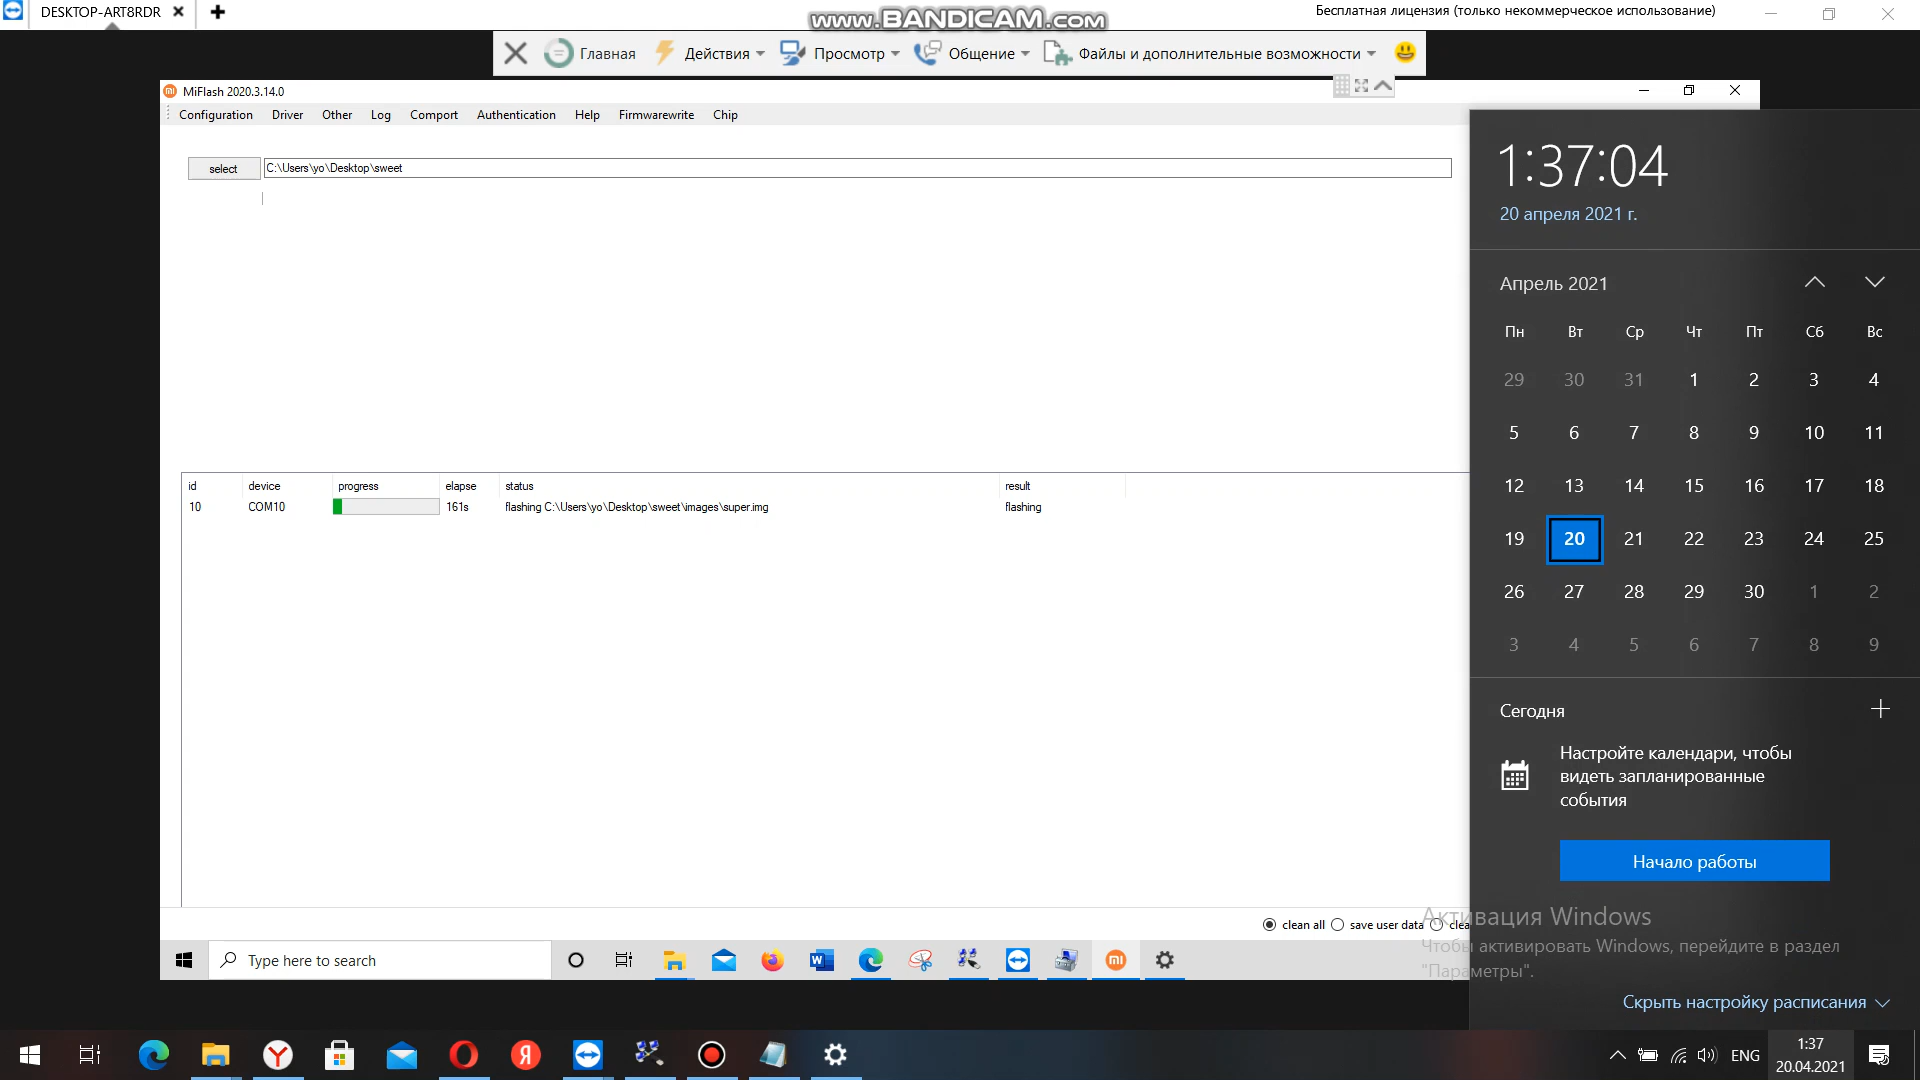 DESKTOP-ART8RDR
www.BANDICAM.com
Бесплатная лицензия (только некоммерческое использование)
Главная Действия Просмотр Общение Файлы и дополнительные возможности
MiFlash 2020.3.14.0
Configuration Driver Other Log Comport Authentication Help Firmwarewrite Chip
select C:\Users\yo\Desktop\sweet
id device progress elapse status result
10 COM10 161s flashing C:\Users\yo\Desktop\sweet\images\super.img flashing
clean all save user data clea
Type here to search
1:37:04
20 апреля 2021 г.
Апрель 2021
Пн Вт Ср Чт Пт Сб Вс
29 30 31 1 2 3 4
5 6 7 8 9 10 11
12 13 14 15 16 17 18
19 20 21 22 23 24 25
26 27 28 29 30 1 2
3 4 5 6 7 8 9
Сегодня
Настройте календари, чтобы
видеть запланированные
события
Начало работы
Активация Windows
Чтобы активировать Windows, перейдите в раздел
"Параметры".
Скрыть настройку расписания
ENG
1:37
20.04.2021